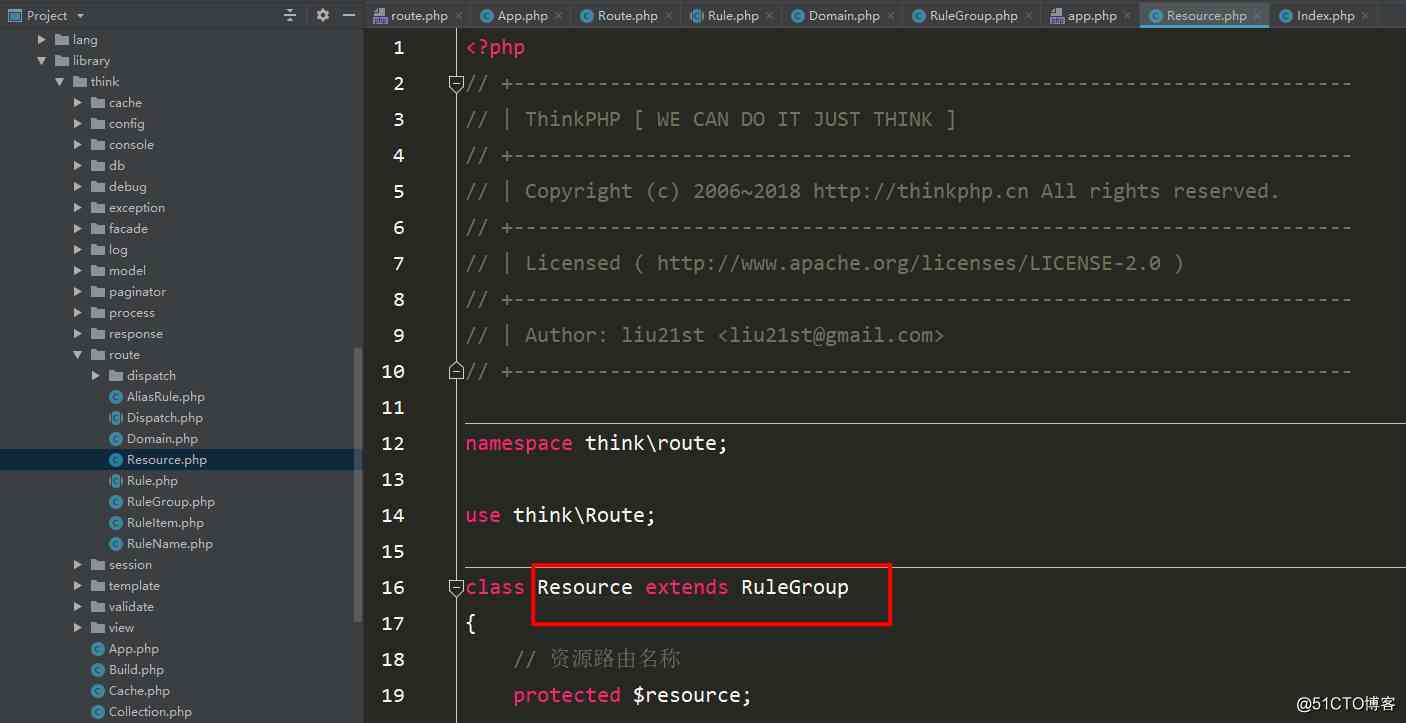 Project
route.php
App.php
Route.php
Rule.php
Domain.php
RuleGroup.php
app.php
Resource.php
Index.php
lang
library
think
cache
config
console
db
debug
exception
facade
log
model
paginator
process
response
route
dispatch
AliasRule.php
Dispatch.php
Domain.php
Resource.php
Rule.php
RuleGroup.php
RuleItem.php
RuleName.php
session
template
validate
view
App.php
Build.php
Cache.php
Collection.php
1 <?php
2 // +----------------------------------------------------------------------
3 // | ThinkPHP [ WE CAN DO IT JUST THINK ]
4 // +----------------------------------------------------------------------
5 // | Copyright (c) 2006~2018 http://thinkphp.cn All rights reserved.
6 // +----------------------------------------------------------------------
7 // | Licensed ( http://www.apache.org/licenses/LICENSE-2.0 )
8 // +----------------------------------------------------------------------
9 // | Author: liu21st <liu21st@gmail.com>
10 // +----------------------------------------------------------------------
11
12 namespace think\route;
13
14 use think\Route;
15
16 class Resource extends RuleGroup
17 {
18 // 资源路由名称
19 protected $resource;
@51CTO博客